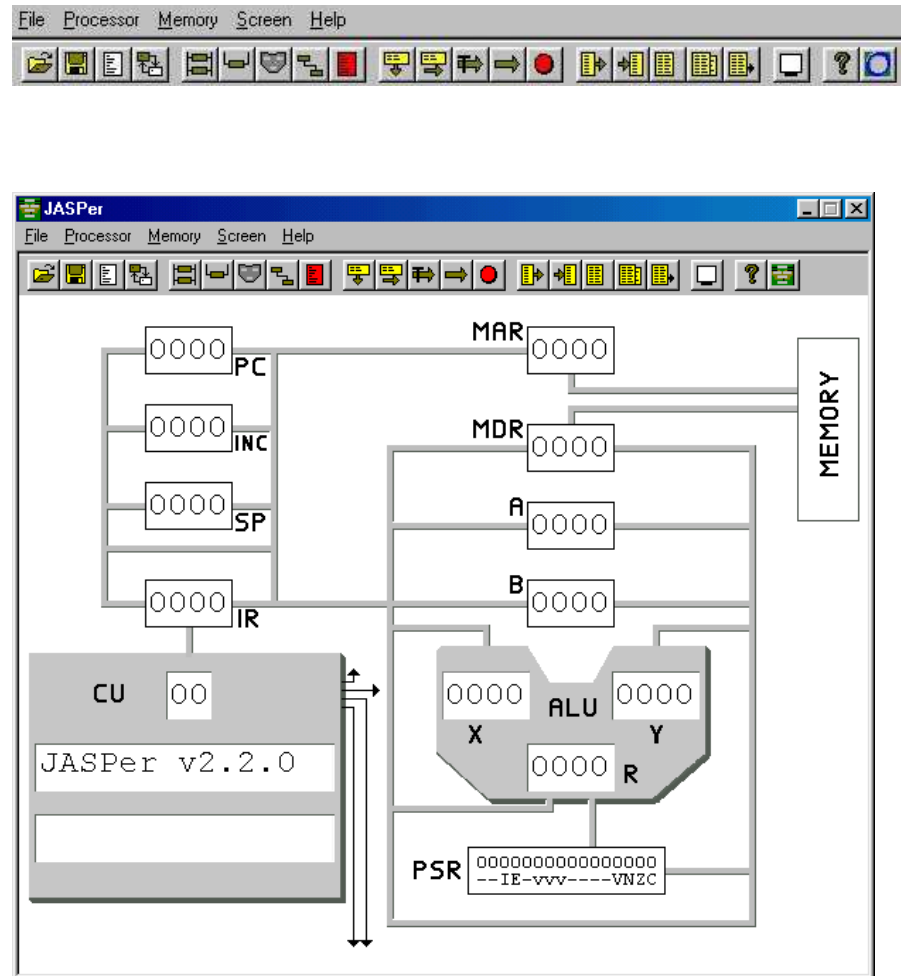 File Processor Memory Screen Help
JASPer
File Processor Memory Screen Help
MAR
0000 0000
PC
MEMORY
0000
INC
MDR
0000
0000
SP
A
0000
B
0000 0000
IR
CU 00
0000 ALU 0000
X Y
JASPer v2.2.0
0000 R
PSR 0000000000000000
--IE-vvv----VNZC